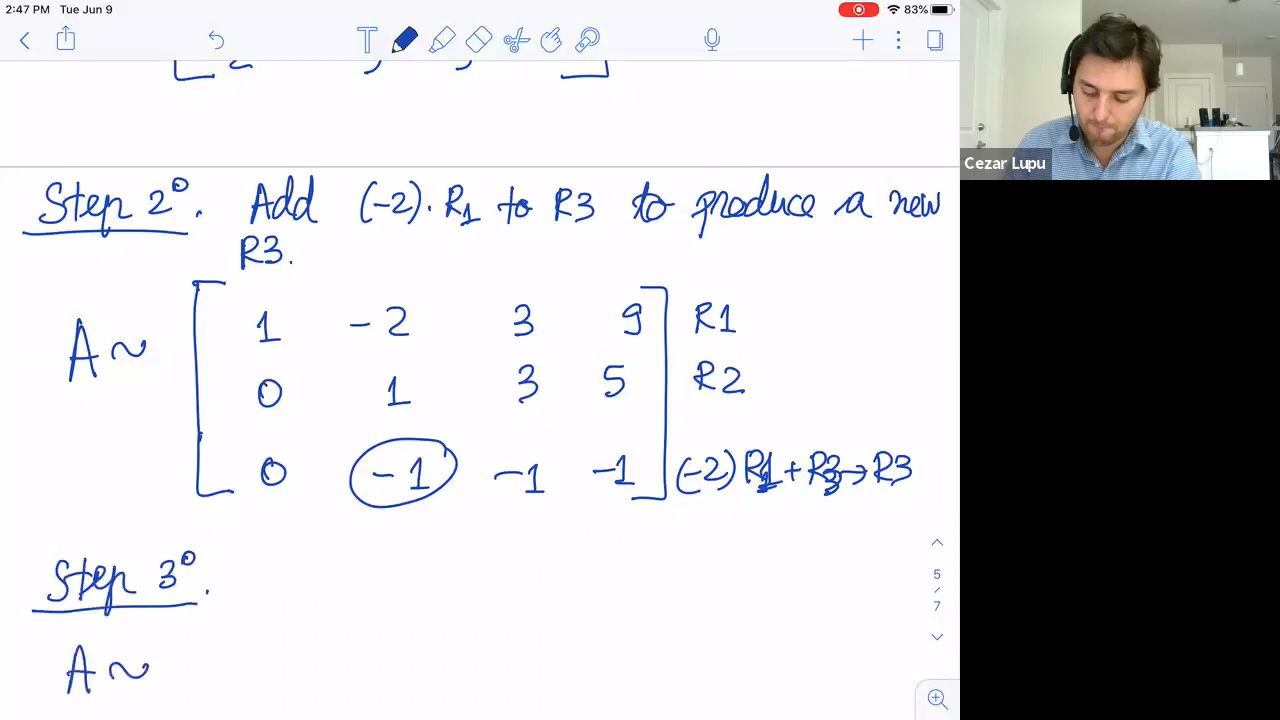 2:47 PM Tue Jun 9
83%
Cezar Lupu
Step 2°. Add (-2). R1 to R3 to produce a new
R3.
A ~ [ 1 -2 3 9 ] R1
0 1 3 5 R2
0 -1 -1 -1 (-2) R1 + R3 → R3
5
/
7
Step 3°.
A ~